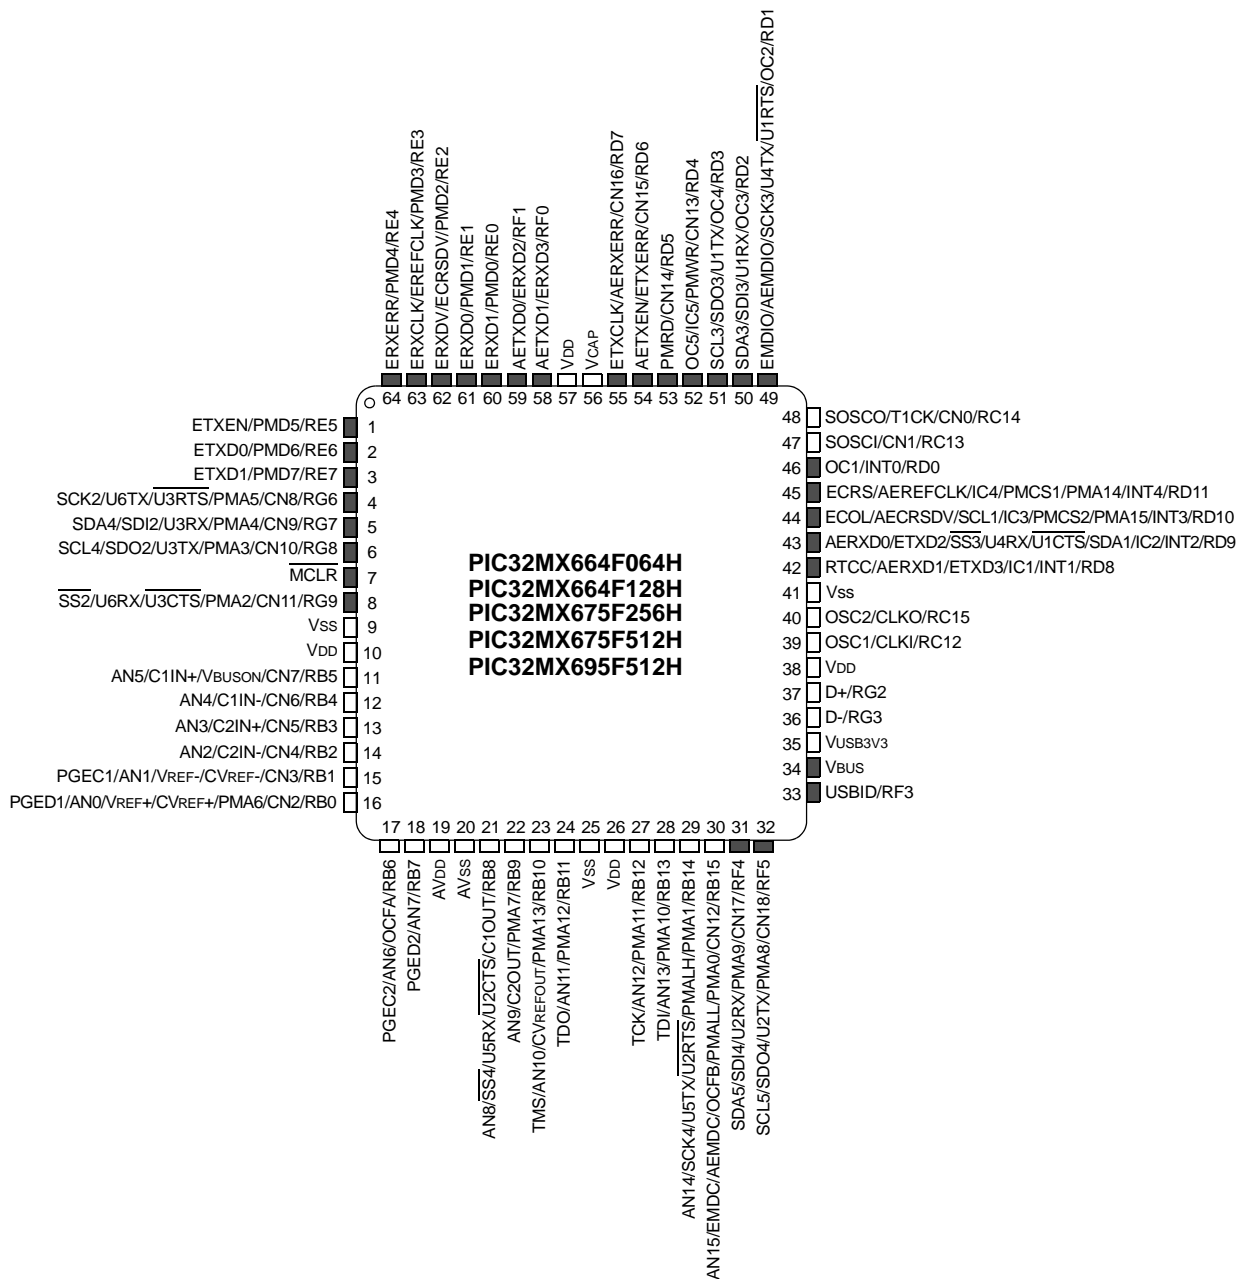 ERXERR/PMD4/RE4
ERXCLK/EREFCLK/PMD3/RE3
ERXDV/ECRSDV/PMD2/RE2
ERXD0/PMD1/RE1
ERXD1/PMD0/RE0
AETXD0/ERXD2/RF1
AETXD1/ERXD3/RF0
VDD
VCAP
ETXCLK/AERXERR/CN16/RD7
AETXEN/ETXERR/CN15/RD6
PMRD/CN14/RD5
OC5/IC5/PMWR/CN13/RD4
SCL3/SDO3/U1TX/OC4/RD3
SDA3/SDI3/U1RX/OC3/RD2
EMDIO/AEMDIO/SCK3/U4TX/U1RTS/OC2/RD1
64 63 62 61 60 59 58 57 56 55 54 53 52 51 50 49
ETXEN/PMD5/RE5 1
ETXD0/PMD6/RE6 2
ETXD1/PMD7/RE7 3
SCK2/U6TX/U3RTS/PMA5/CN8/RG6 4
SDA4/SDI2/U3RX/PMA4/CN9/RG7 5
SCL4/SDO2/U3TX/PMA3/CN10/RG8 6
MCLR 7
SS2/U6RX/U3CTS/PMA2/CN11/RG9 8
VSS 9
VDD 10
AN5/C1IN+/VBUSON/CN7/RB5 11
AN4/C1IN-/CN6/RB4 12
AN3/C2IN+/CN5/RB3 13
AN2/C2IN-/CN4/RB2 14
PGEC1/AN1/VREF-/CVREF-/CN3/RB1 15
PGED1/AN0/VREF+/CVREF+/PMA6/CN2/RB0 16
PIC32MX664F064H
PIC32MX664F128H
PIC32MX675F256H
PIC32MX675F512H
PIC32MX695F512H
48 SOSCO/T1CK/CN0/RC14
47 SOSCI/CN1/RC13
46 OC1/INT0/RD0
45 ECRS/AEREFCLK/IC4/PMCS1/PMA14/INT4/RD11
44 ECOL/AECRSDV/SCL1/IC3/PMCS2/PMA15/INT3/RD10
43 AERXD0/ETXD2/SS3/U4RX/U1CTS/SDA1/IC2/INT2/RD9
42 RTCC/AERXD1/ETXD3/IC1/INT1/RD8
41 Vss
40 OSC2/CLKO/RC15
39 OSC1/CLKI/RC12
38 VDD
37 D+/RG2
36 D-/RG3
35 VUSB3V3
34 VBUS
33 USBID/RF3
17 18 19 20 21 22 23 24 25 26 27 28 29 30 31 32
PGEC2/AN6/OCFA/RB6
PGED2/AN7/RB7
AVDD
AVSS
AN8/SS4/U5RX/U2CTS/C1OUT/RB8
AN9/C2OUT/PMA7/RB9
TMS/AN10/CVREFOUT/PMA13/RB10
TDO/AN11/PMA12/RB11
VSS
VDD
TCK/AN12/PMA11/RB12
TDI/AN13/PMA10/RB13
AN14/SCK4/U5TX/U2RTS/PMALH/PMA1/RB14
AN15/EMDC/AEMDC/OCFB/PMALL/PMA0/CN12/RB15
SDA5/SDI4/U2RX/PMA9/CN17/RF4
SCL5/SDO4/U2TX/PMA8/CN18/RF5